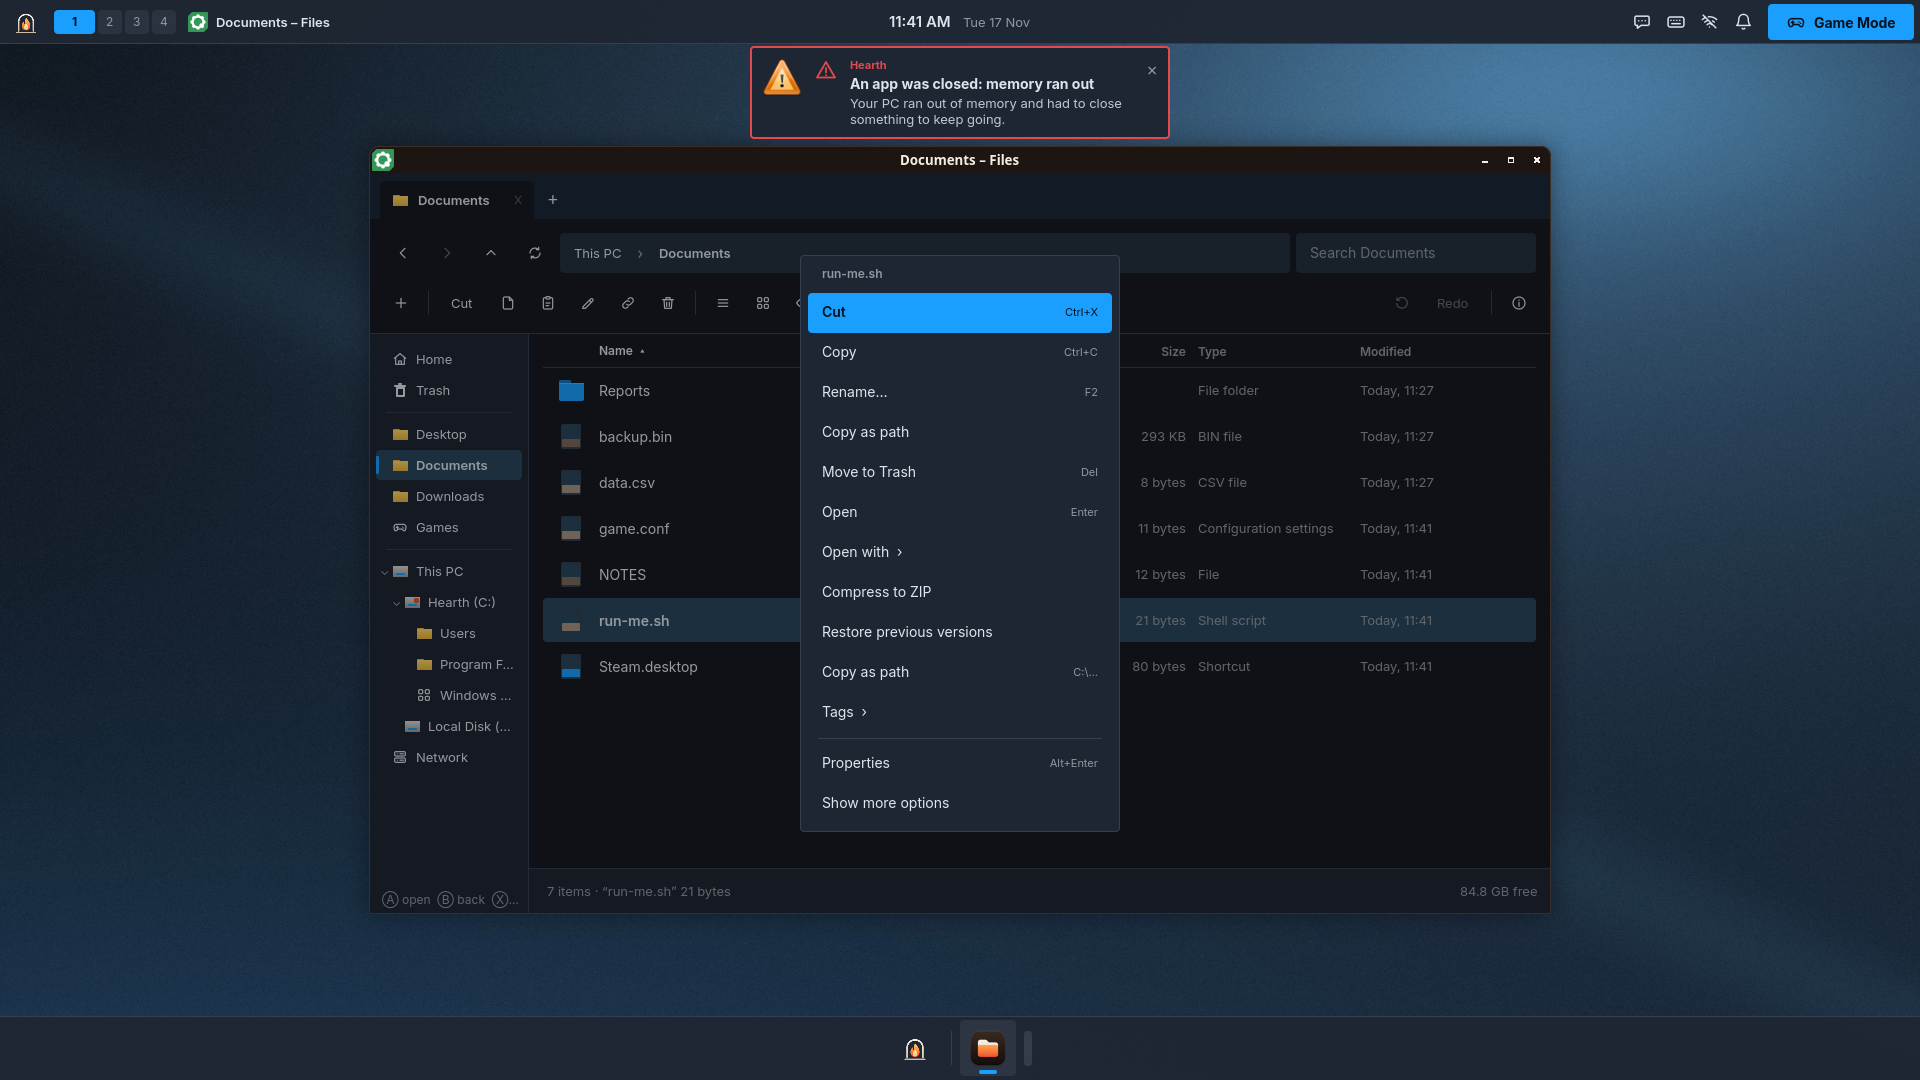 1 2 3 4 Documents – Files
11:41 AM Tue 17 Nov
Game Mode
Hearth
An app was closed: memory ran out
Your PC ran out of memory and had to close
something to keep going.
Documents – Files
Documents X +
This PC › Documents
Search Documents
Cut
Redo
run-me.sh
Cut Ctrl+X
Copy Ctrl+C
Rename... F2
Copy as path
Move to Trash Del
Open Enter
Open with ›
Compress to ZIP
Restore previous versions
Copy as path C:\...
Tags ›
Properties Alt+Enter
Show more options
Home
Trash
Desktop
Documents
Downloads
Games
This PC
Hearth (C:)
Users
Program F...
Windows ...
Local Disk (...
Network
Name Size Type Modified
Reports File folder Today, 11:27
backup.bin 293 KB BIN file Today, 11:27
data.csv 8 bytes CSV file Today, 11:27
game.conf 11 bytes Configuration settings Today, 11:41
NOTES 12 bytes File Today, 11:41
run-me.sh 21 bytes Shell script Today, 11:41
Steam.desktop 80 bytes Shortcut Today, 11:41
A open B back X...
7 items · “run-me.sh” 21 bytes
84.8 GB free